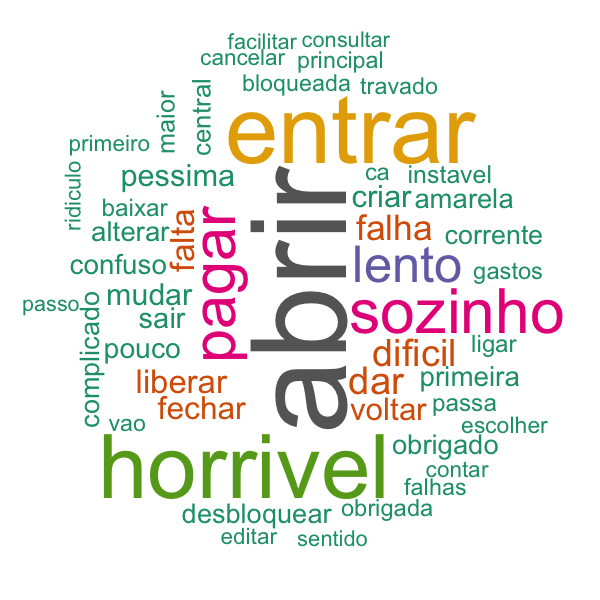 facilitar
consultar
cancelar
principal
bloqueada
travado
entrar
maior
central
primeiro
ridiculo
pessima
ca
instavel
criar
amarela
baixar
alterar
falta
pagar
abrir
falha
corrente
confuso
lento
gastos
mudar
passo
sair
sozinho
complicado
pouco
dificil
ligar
liberar
dar
primeira
fechar
voltar
passa
vao
escolher
horrivel
obrigado
contar
falhas
desbloquear
obrigada
editar
sentido